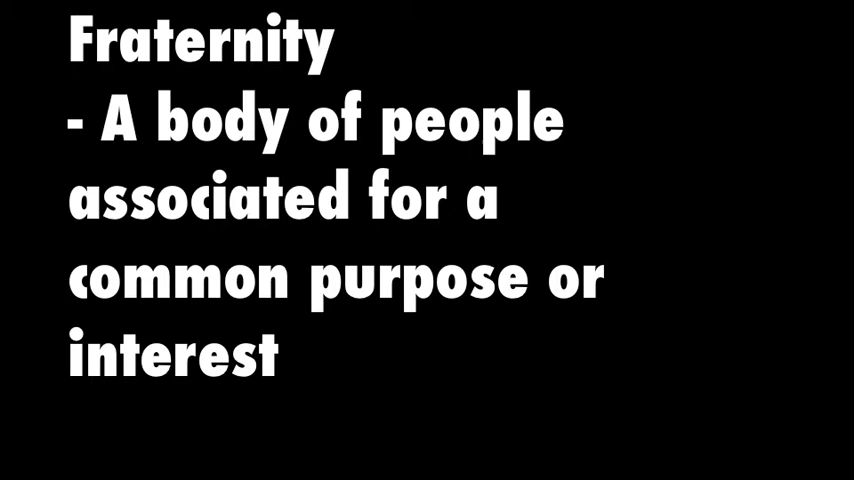 Fraternity
- A body of people
associated for a
common purpose or
interest